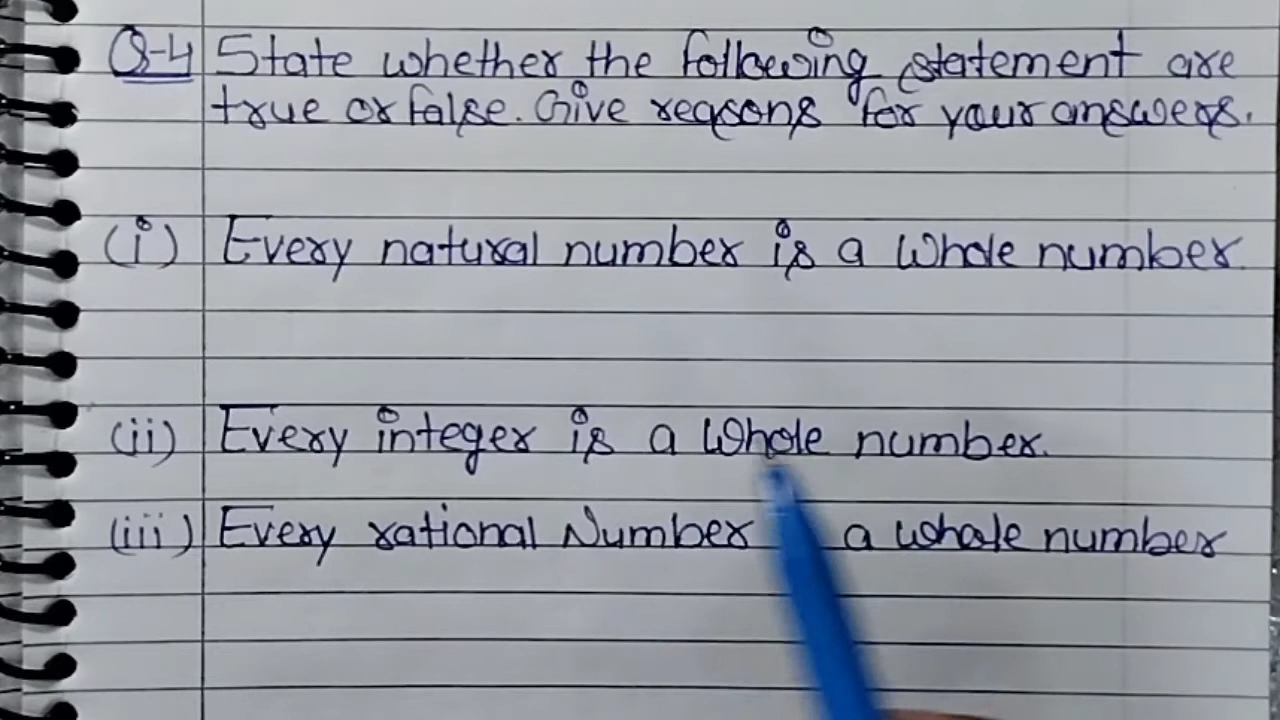 Q-4 State whether the following statement are
true or false. Give reasons for your answers.
(i) Every natural number is a whole number.
(ii) Every integer is a whole number.
(iii) Every rational Number a whole number